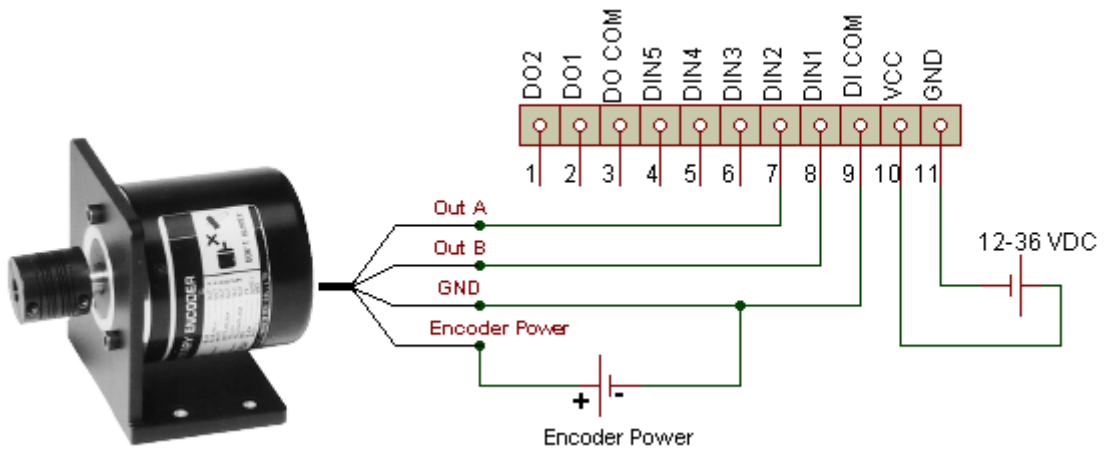 DO2
DO1
DO COM
DIN5
DIN4
DIN3
DIN2
DIN1
DI COM
VCC
GND
1
2
3
4
5
6
7
8
9
10
11
Out A
Out B
GND
Encoder Power
12-36 VDC
+ -
Encoder Power
ENCODER